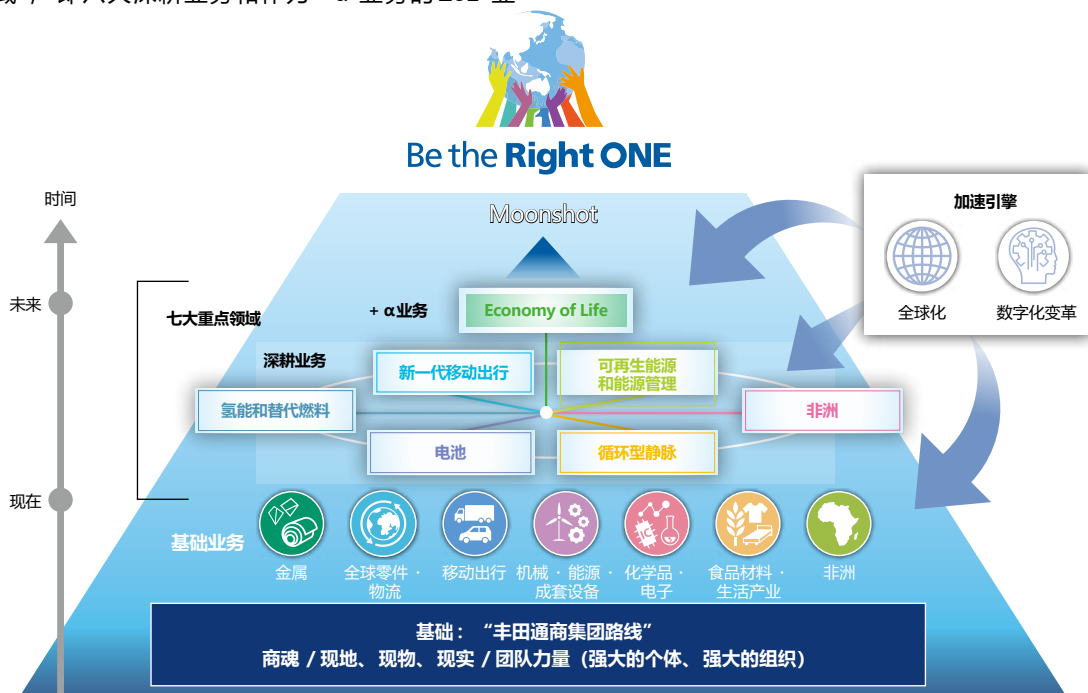 Be the Right ONE
时间
Moonshot
加速引擎
全球化
数字化变革
未来
七大重点领域
+ α业务
Economy of Life
深耕业务
新一代移动出行
可再生能源
和能源管理
氢能和替代燃料
非洲
电池
循环型静脉
现在
基础业务
金属
全球零件 ·
物流
移动出行
机械 · 能源 ·
成套设备
化学品 ·
电子
食品材料 ·
生活产业
非洲
基础：“丰田通商集团路线”
商魂 / 现地、现物、现实 / 团队力量（强大的个体、强大的组织）